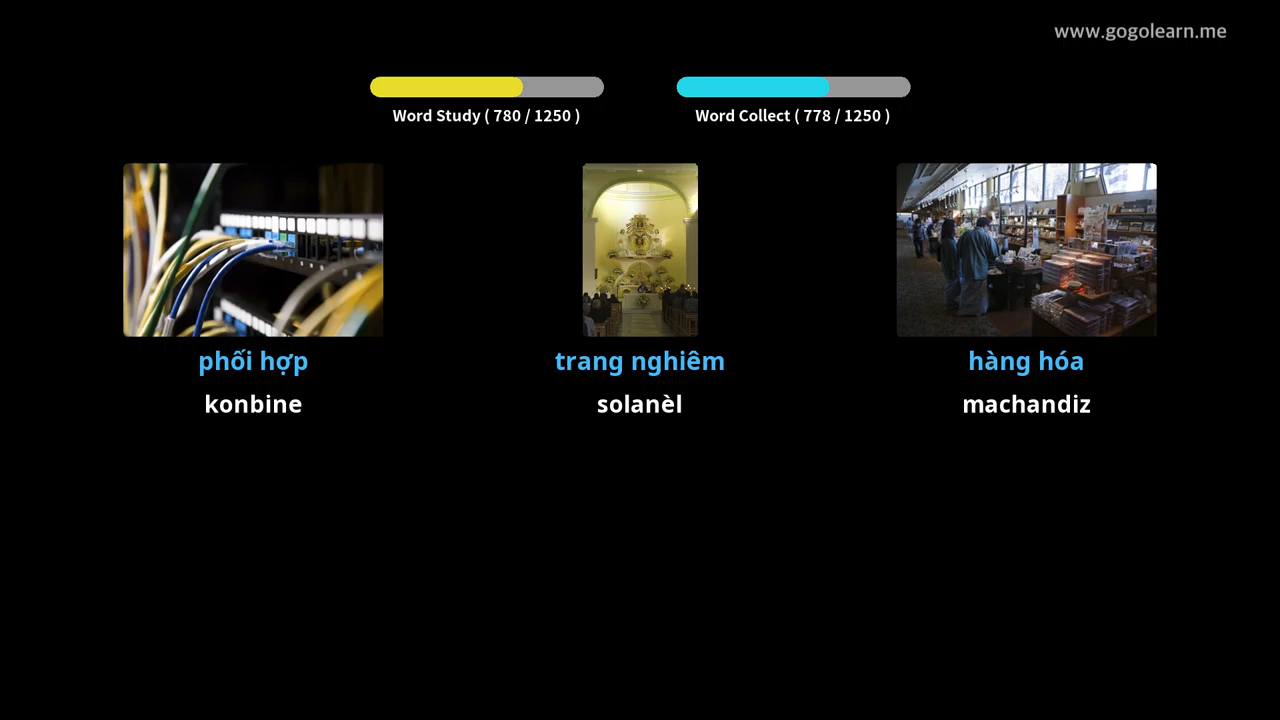 www.gogolearn.me
Word Study ( 780 / 1250 )
Word Collect ( 778 / 1250 )
phối hợp
trang nghiêm
hàng hóa
konbine
solanèl
machandiz